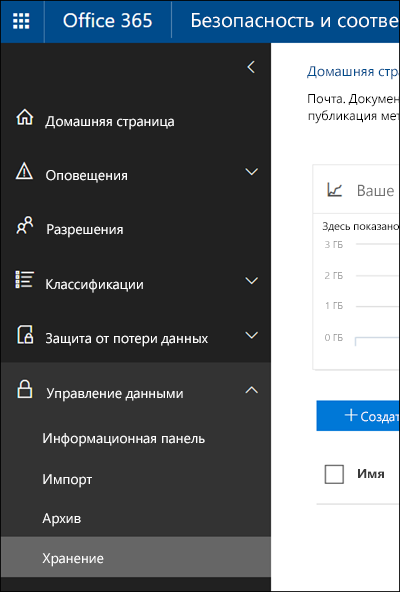 Office 365
Безопасность и соотве
Домашняя страница
Оповещения
Разрешения
Классификации
Защита от потери данных
Управление данными
Информационная панель
Импорт
Архив
Хранение
Домашняя стра
Почта. Докумен
публикация мет
Ваше
Здесь показано
3 ГБ
2 ГБ
1 ГБ
0 ГБ
Создат
Имя